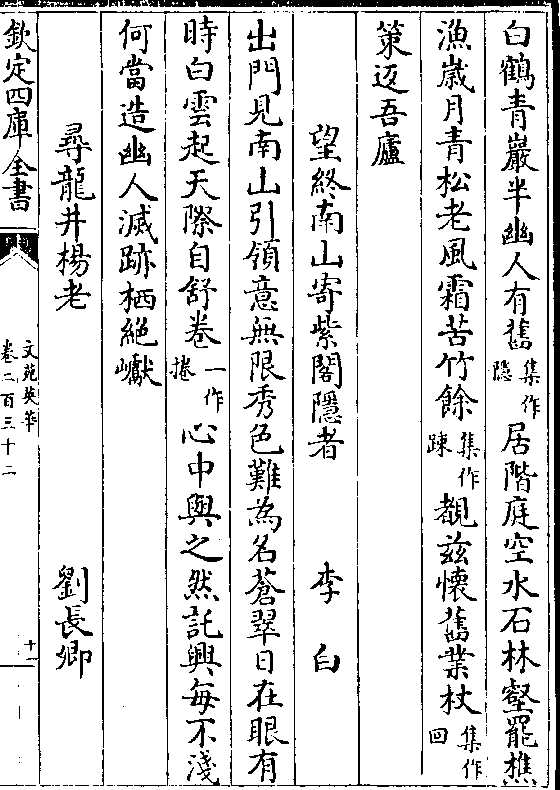 白鶴青巖半幽人有舊集作隱居階庭空水石林壑罷樵
漁歲月青松老風霜苦竹餘集作踈覩兹懷舊業杖集作回
策返吾廬
望終南山寄紫閣隱者 李白
出門見南山引領意無限秀色難為名蒼翠日在眼有
時白雲起天際自舒卷一作捲心中與之然託興每不淺
何當造幽人滅跡栖絕巘
尋龍井楊老 劉長卿
欽定四庫全書
文苑英華
卷二百三十二
十一